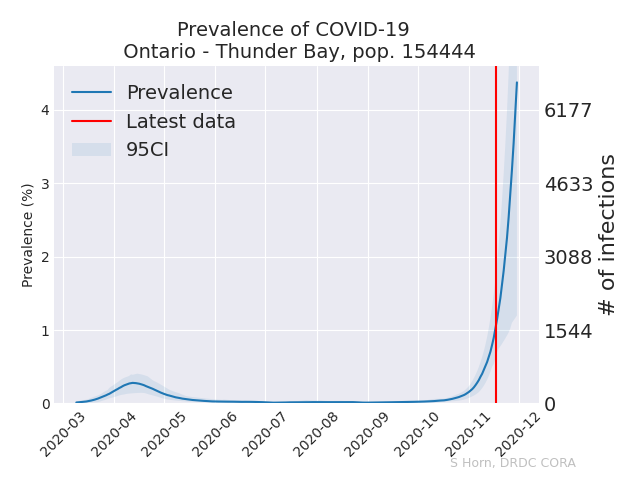 Prevalence of COVID-19
Ontario - Thunder Bay, pop. 154444
Prevalence
Latest data
95CI
Prevalence (%)
4
3
2
1
0
6177
4633
3088
1544
0
# of infections
2020-03
2020-04
2020-05
2020-06
2020-07
2020-08
2020-09
2020-10
2020-11
2020-12
S Horn, DRDC CORA